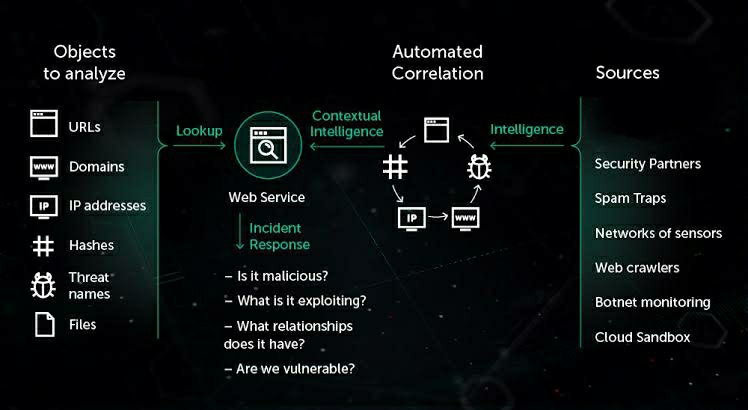 Objects
to analyze
URLs
WWW
Domains
IP
IP addresses
Hashes
Threat
names
Files
Lookup
Web Service
Incident
Response
– Is it malicious?
– What is it exploiting?
– What relationships
does it have?
– Are we vulnerable?
Contextual
Intelligence
Automated
Correlation
IP
WWW
Intelligence
Sources
Security Partners
Spam Traps
Networks of sensors
Web crawlers
Botnet monitoring
Cloud Sandbox